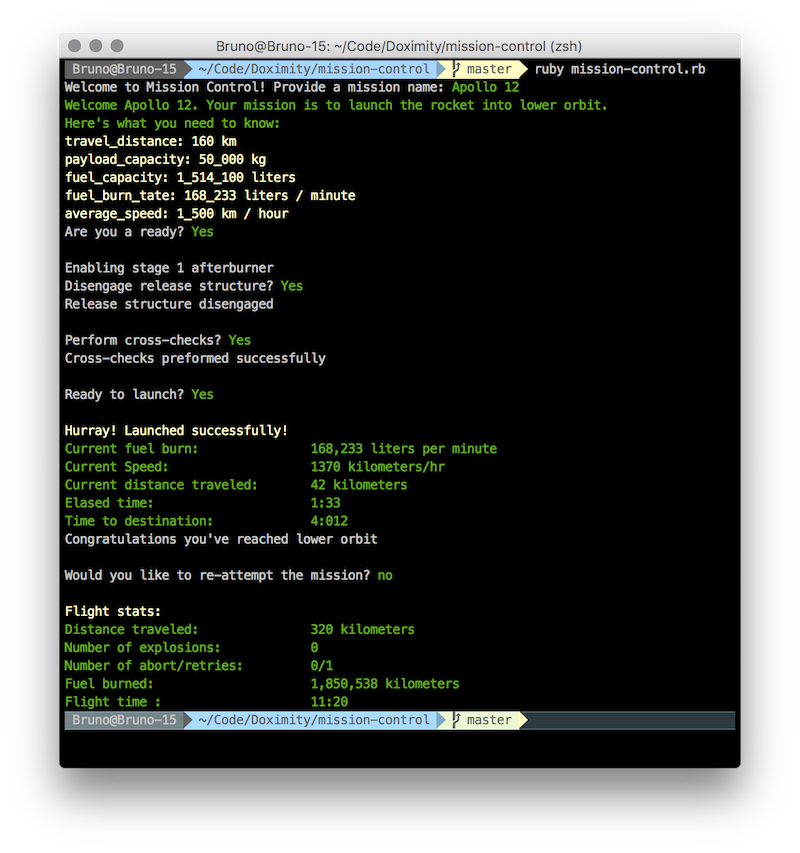 Bruno@Bruno-15: ~/Code/Doximity/mission-control (zsh)
Bruno@Bruno-15 ~/Code/Doximity/mission-control master ruby mission-control.rb
Welcome to Mission Control! Provide a mission name: Apollo 12
Welcome Apollo 12. Your mission is to launch the rocket into lower orbit.
Here's what you need to know:
travel_distance: 160 km
payload_capacity: 50_000 kg
fuel_capacity: 1_514_100 liters
fuel_burn_tate: 168_233 liters / minute
average_speed: 1_500 km / hour
Are you a ready? Yes
Enabling stage 1 afterburner
Disengage release structure? Yes
Release structure disengaged
Perform cross-checks? Yes
Cross-checks preformed successfully
Ready to launch? Yes
Hurray! Launched successfully!
Current fuel burn: 168,233 liters per minute
Current Speed: 1370 kilometers/hr
Current distance traveled: 42 kilometers
Elased time: 1:33
Time to destination: 4:012
Congratulations you've reached lower orbit
Would you like to re-attempt the mission? no
Flight stats:
Distance traveled: 320 kilometers
Number of explosions: 0
Number of abort/retries: 0/1
Fuel burned: 1,850,538 kilometers
Flight time : 11:20
Bruno@Bruno-15 ~/Code/Doximity/mission-control master